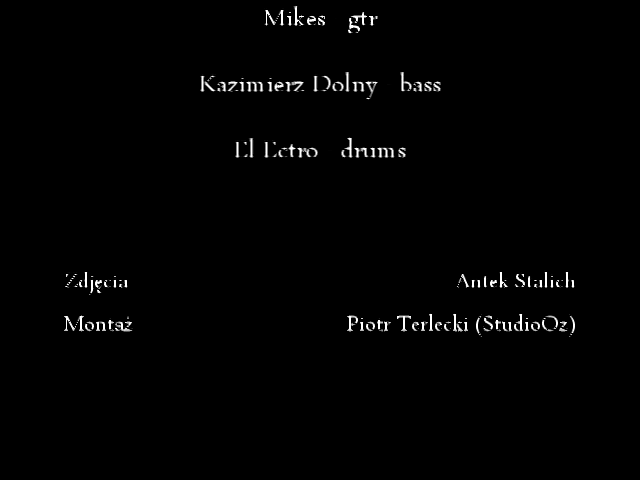 Mikes gtr
Kazimierz Dolny bass
El Ectro drums
Zdjęcia Antek Stalich
Montaż Piotr Terlecki (StudioOz)